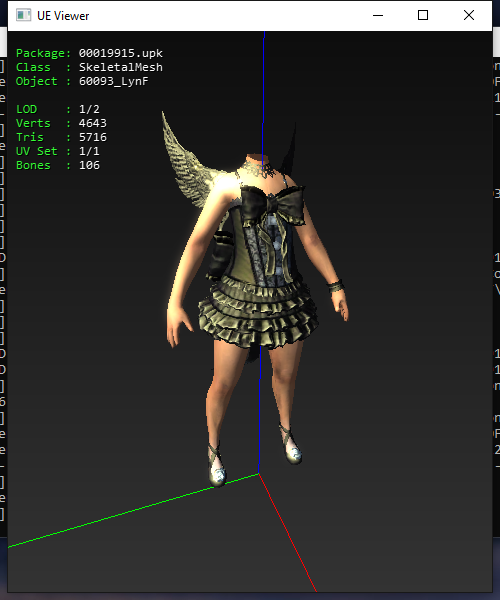 UE Viewer
Package: 00019915.upk
Class : SkeletalMesh
Object : 60093_LynF
LOD : 1/2
Verts : 4643
Tris : 5716
UV Set : 1/1
Bones : 106